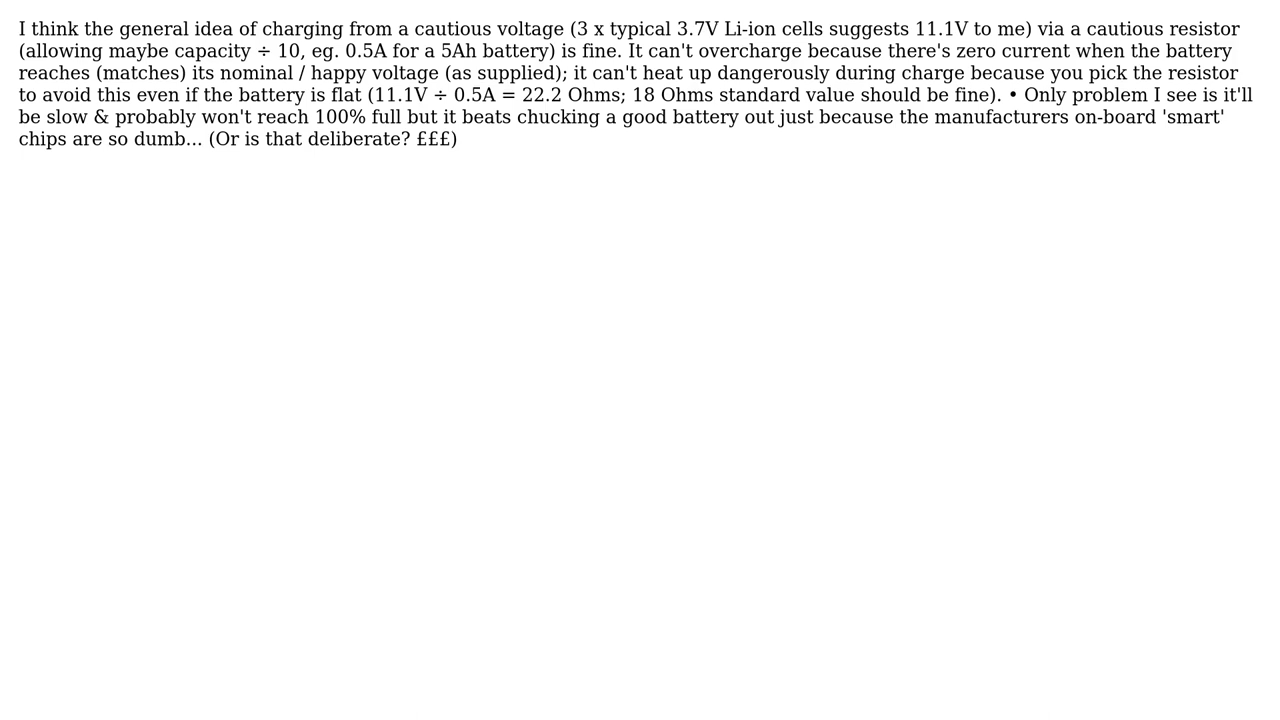 I think the general idea of charging from a cautious voltage (3 x typical 3.7V Li-ion cells suggests 11.1V to me) via a cautious resistor
(allowing maybe capacity ÷ 10, eg. 0.5A for a 5Ah battery) is fine. It can't overcharge because there's zero current when the battery
reaches (matches) its nominal / happy voltage (as supplied); it can't heat up dangerously during charge because you pick the resistor
to avoid this even if the battery is flat (11.1V ÷ 0.5A = 22.2 Ohms; 18 Ohms standard value should be fine). • Only problem I see is it'll
be slow & probably won't reach 100% full but it beats chucking a good battery out just because the manufacturers on-board 'smart'
chips are so dumb... (Or is that deliberate? £££)